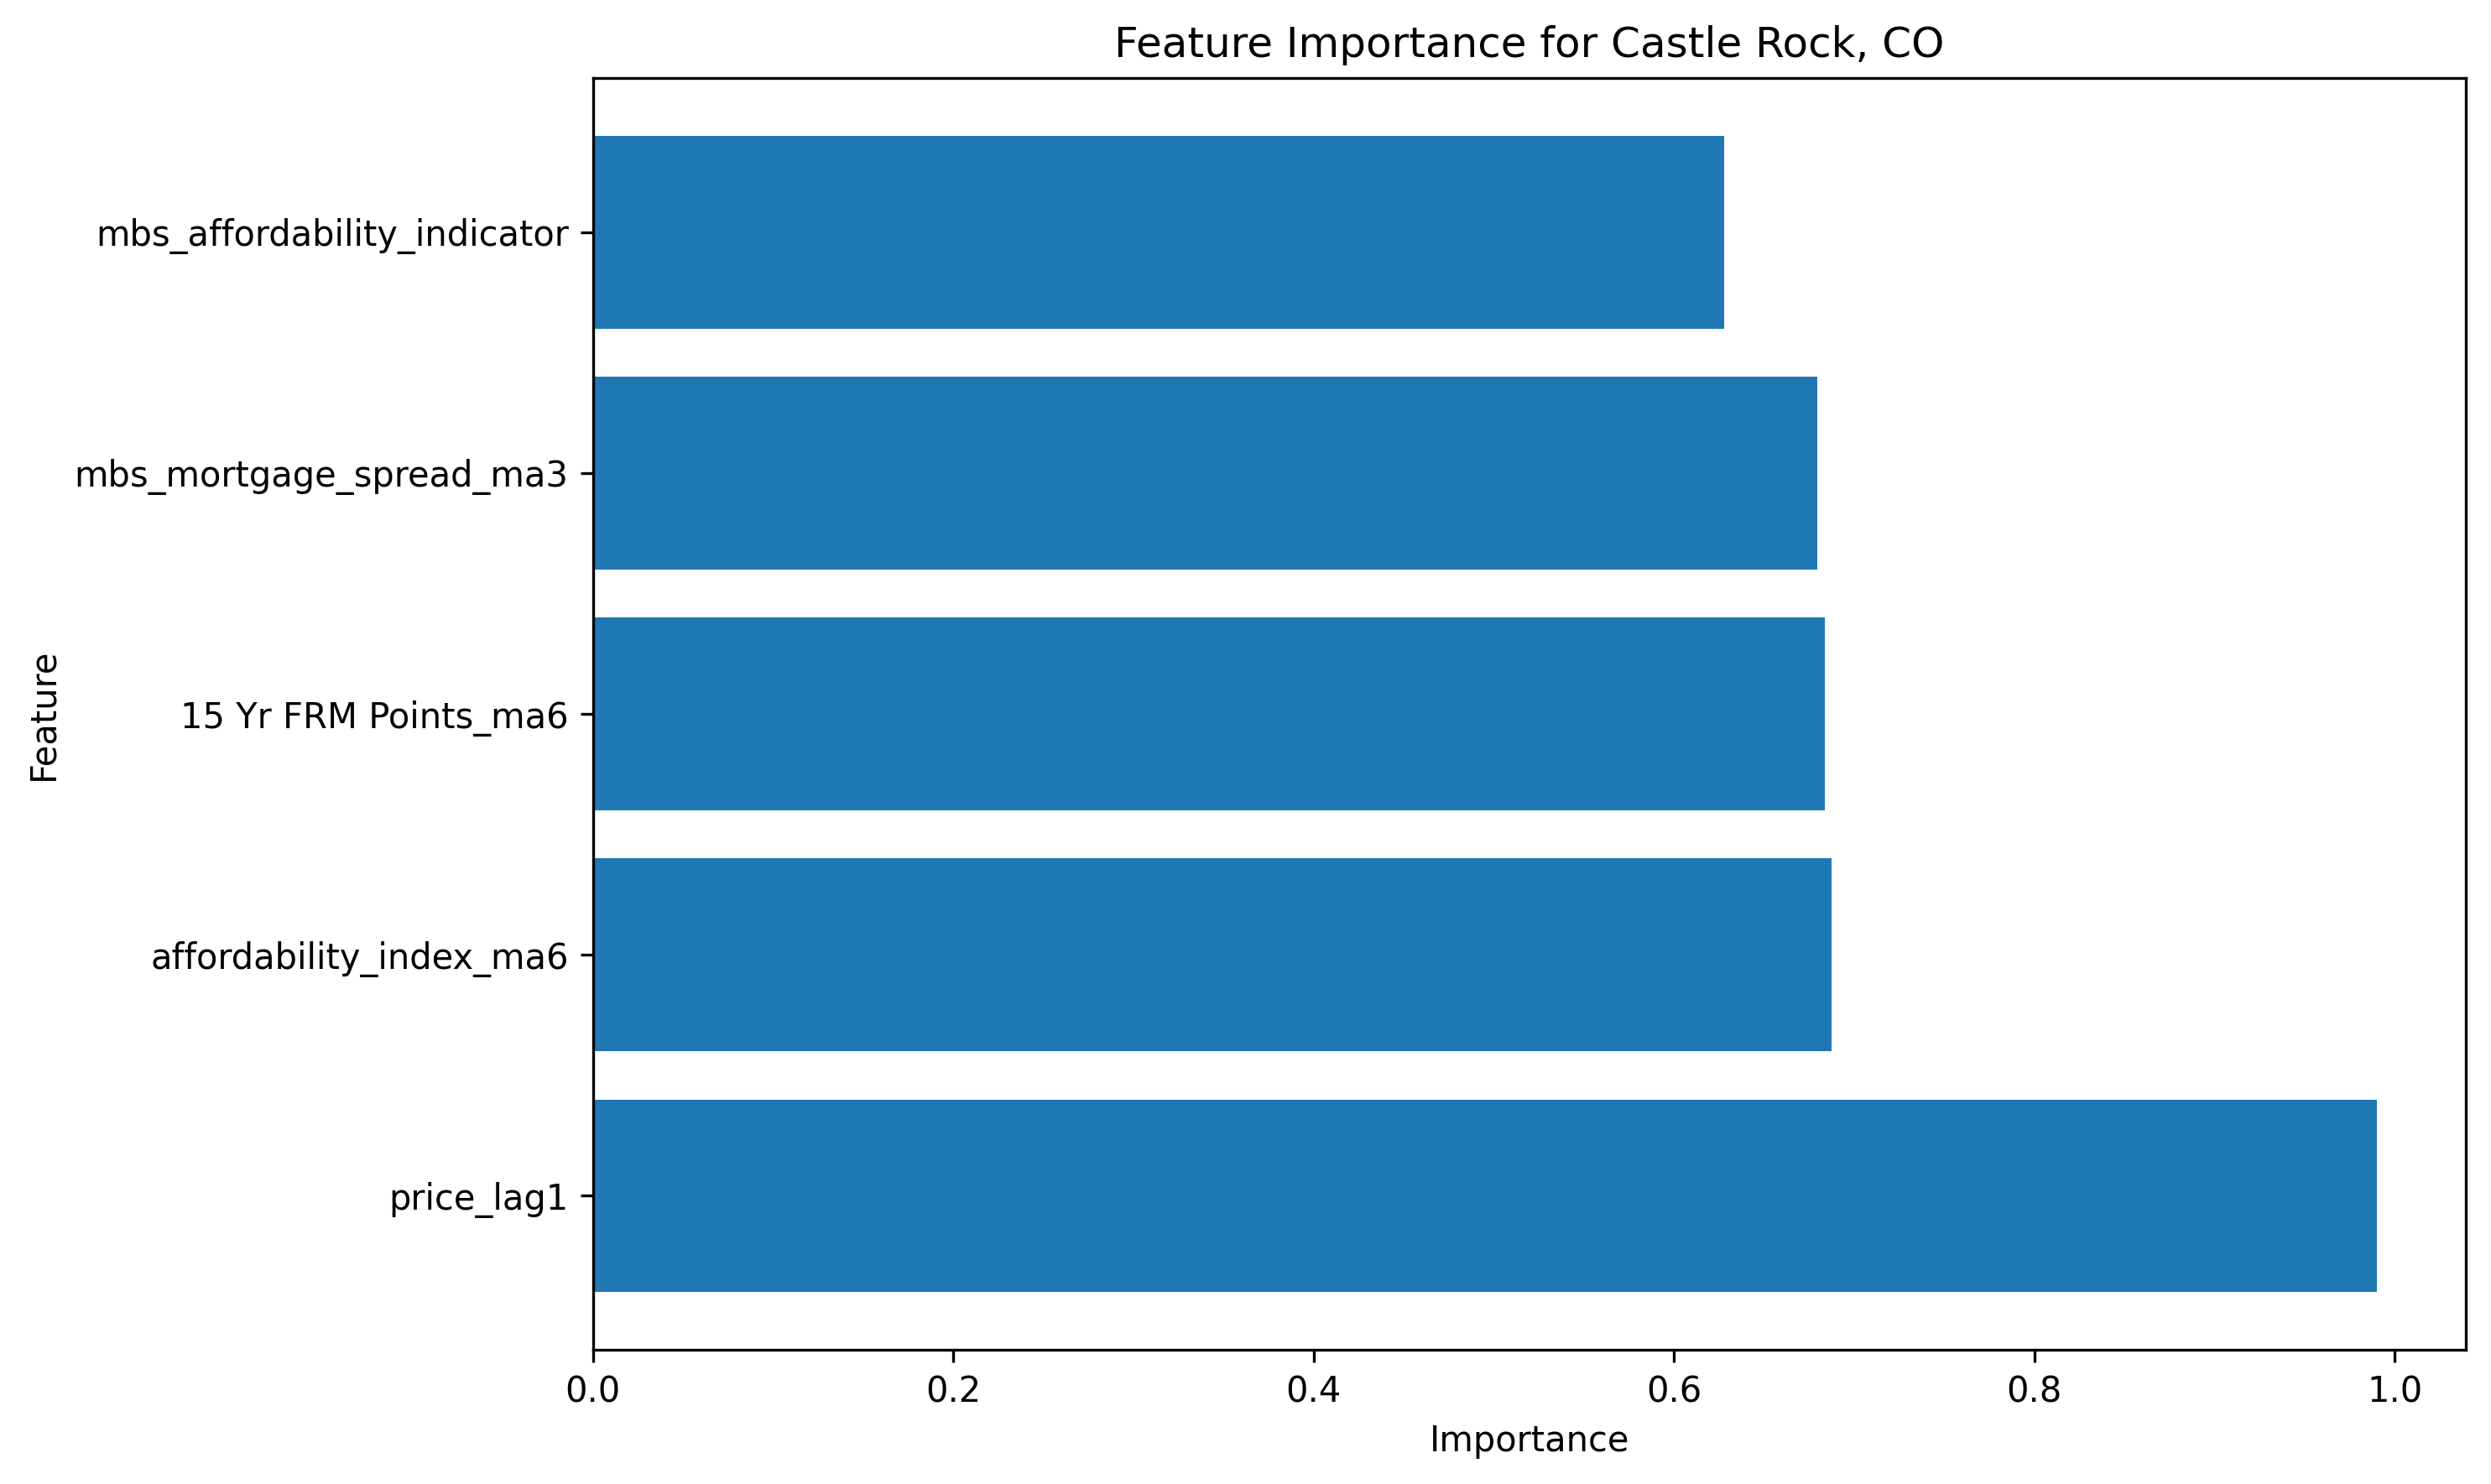 Feature Importance for Castle Rock, CO
mbs_affordability_indicator
mbs_mortgage_spread_ma3
15 Yr FRM Points_ma6
affordability_index_ma6
price_lag1
Feature
0.0 0.2 0.4 0.6 0.8 1.0
Importance